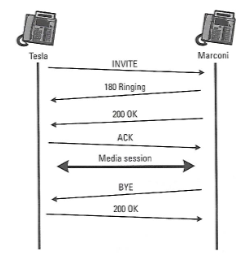 Tesla Marconi
INVITE
180 Ringing
200 OK
ACK
Media session
BYE
200 OK